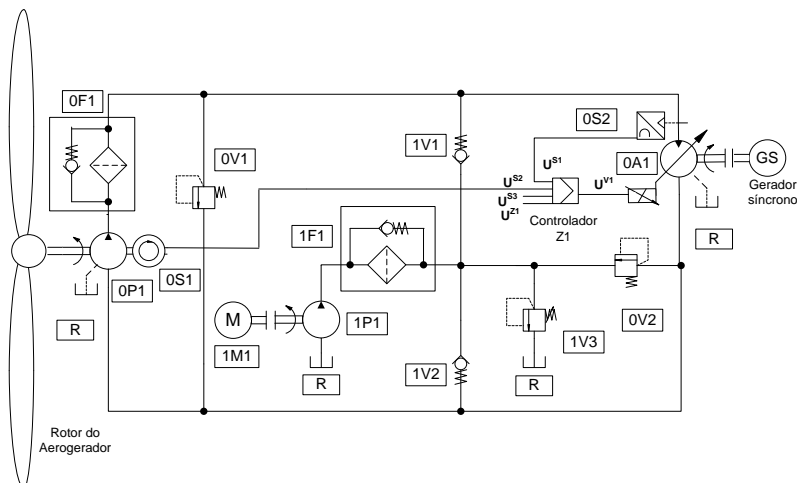 0F1
0V1
1V1
0S2
0A1
GS
Gerador
síncrono
U^S1
U^S2
U^S3
U^Z1
U^V1
Controlador
Z1
R
1F1
0S1
0P1
R
M
1M1
1P1
R
0V2
1V3
R
1V2
Rotor do
Aerogerador